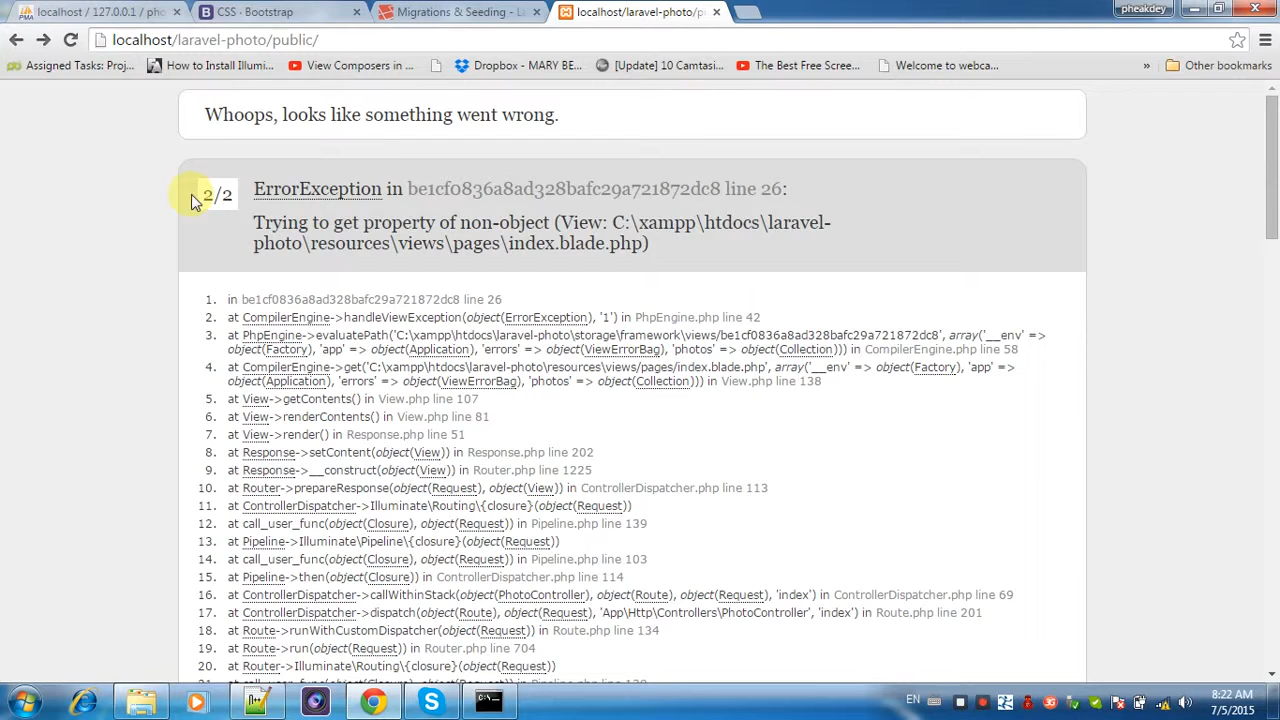 localhost / 127.0.0.1 / pho
CSS · Bootstrap
Migrations & Seeding - La
localhost/laravel-photo/p
pheakdey
localhost/laravel-photo/public/
Assigned Tasks: Proj...
How to Install Illumi...
View Composers in ...
Dropbox - MARY BE...
[Update] 10 Camtasi...
The Best Free Scree...
Welcome to webca...
»
Other bookmarks
Whoops, looks like something went wrong.
2/2
ErrorException in be1cf0836a8ad328bafc29a721872dc8 line 26:
Trying to get property of non-object (View: C:\xampp\htdocs\laravel-
photo\resources\views\pages\index.blade.php)
1. in be1cf0836a8ad328bafc29a721872dc8 line 26
2. at CompilerEngine->handleViewException(object(ErrorException), '1') in PhpEngine.php line 42
3. at PhpEngine->evaluatePath('C:\xampp\htdocs\laravel-photo\storage\framework\views/be1cf0836a8ad328bafc29a721872dc8', array('__env' =>
object(Factory), 'app' => object(Application), 'errors' => object(ViewErrorBag), 'photos' => object(Collection))) in CompilerEngine.php line 58
4. at CompilerEngine->get('C:\xampp\htdocs\laravel-photo\resources\views/pages/index.blade.php', array('__env' => object(Factory), 'app' =>
object(Application), 'errors' => object(ViewErrorBag), 'photos' => object(Collection))) in View.php line 138
5. at View->getContents() in View.php line 107
6. at View->renderContents() in View.php line 81
7. at View->render() in Response.php line 51
8. at Response->setContent(object(View)) in Response.php line 202
9. at Response->__construct(object(View)) in Router.php line 1225
10. at Router->prepareResponse(object(Request), object(View)) in ControllerDispatcher.php line 113
11. at ControllerDispatcher->Illuminate\Routing\{closure}(object(Request))
12. at call_user_func(object(Closure), object(Request)) in Pipeline.php line 139
13. at Pipeline->Illuminate\Pipeline\{closure}(object(Request))
14. at call_user_func(object(Closure), object(Request)) in Pipeline.php line 103
15. at Pipeline->then(object(Closure)) in ControllerDispatcher.php line 114
16. at ControllerDispatcher->callWithinStack(object(PhotoController), object(Route), object(Request), 'index') in ControllerDispatcher.php line 69
17. at ControllerDispatcher->dispatch(object(Route), object(Request), 'App\Http\Controllers\PhotoController', 'index') in Route.php line 201
18. at Route->runWithCustomDispatcher(object(Request)) in Route.php line 134
19. at Route->run(object(Request)) in Router.php line 704
20. at Router->Illuminate\Routing\{closure}(object(Request))
EN
8:22 AM
7/5/2015